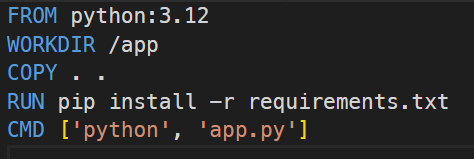 FROM python:3.12
WORKDIR /app
COPY . .
RUN pip install -r requirements.txt
CMD ['python', 'app.py']